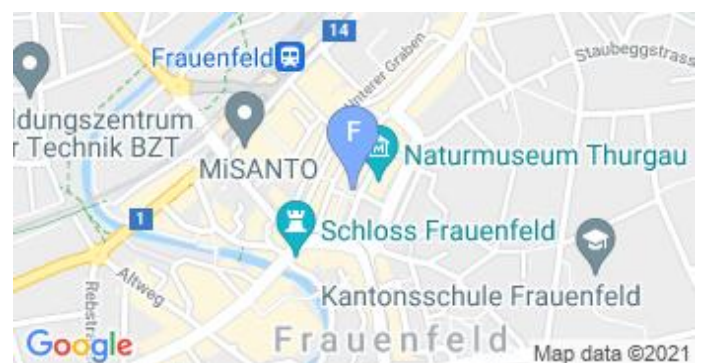 14
Frauenfeld
Staubeggstrass
Unterer Graben
ldungszentrum
r Technik BZT
F
MiSANTO
Naturmuseum Thurgau
1
Schloss Frauenfeld
Altweg
Rebstra
Kantonsschule Frauenfeld
Google
Frauenfeld
Map data ©2021